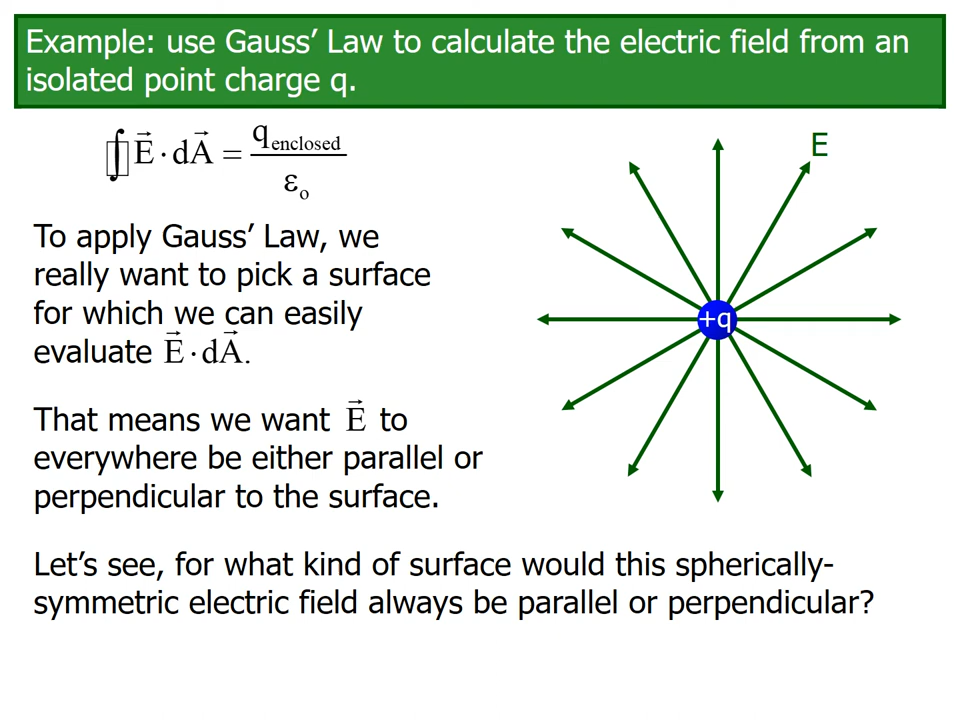 Example: use Gauss’ Law to calculate the electric field from an
isolated point charge q.
∮ E⃗ · dA⃗ = q_enclosed / ε_o
E
To apply Gauss’ Law, we
really want to pick a surface
for which we can easily
evaluate E⃗ · dA⃗.
+q
That means we want E⃗ to
everywhere be either parallel or
perpendicular to the surface.
Let’s see, for what kind of surface would this spherically-
symmetric electric field always be parallel or perpendicular?